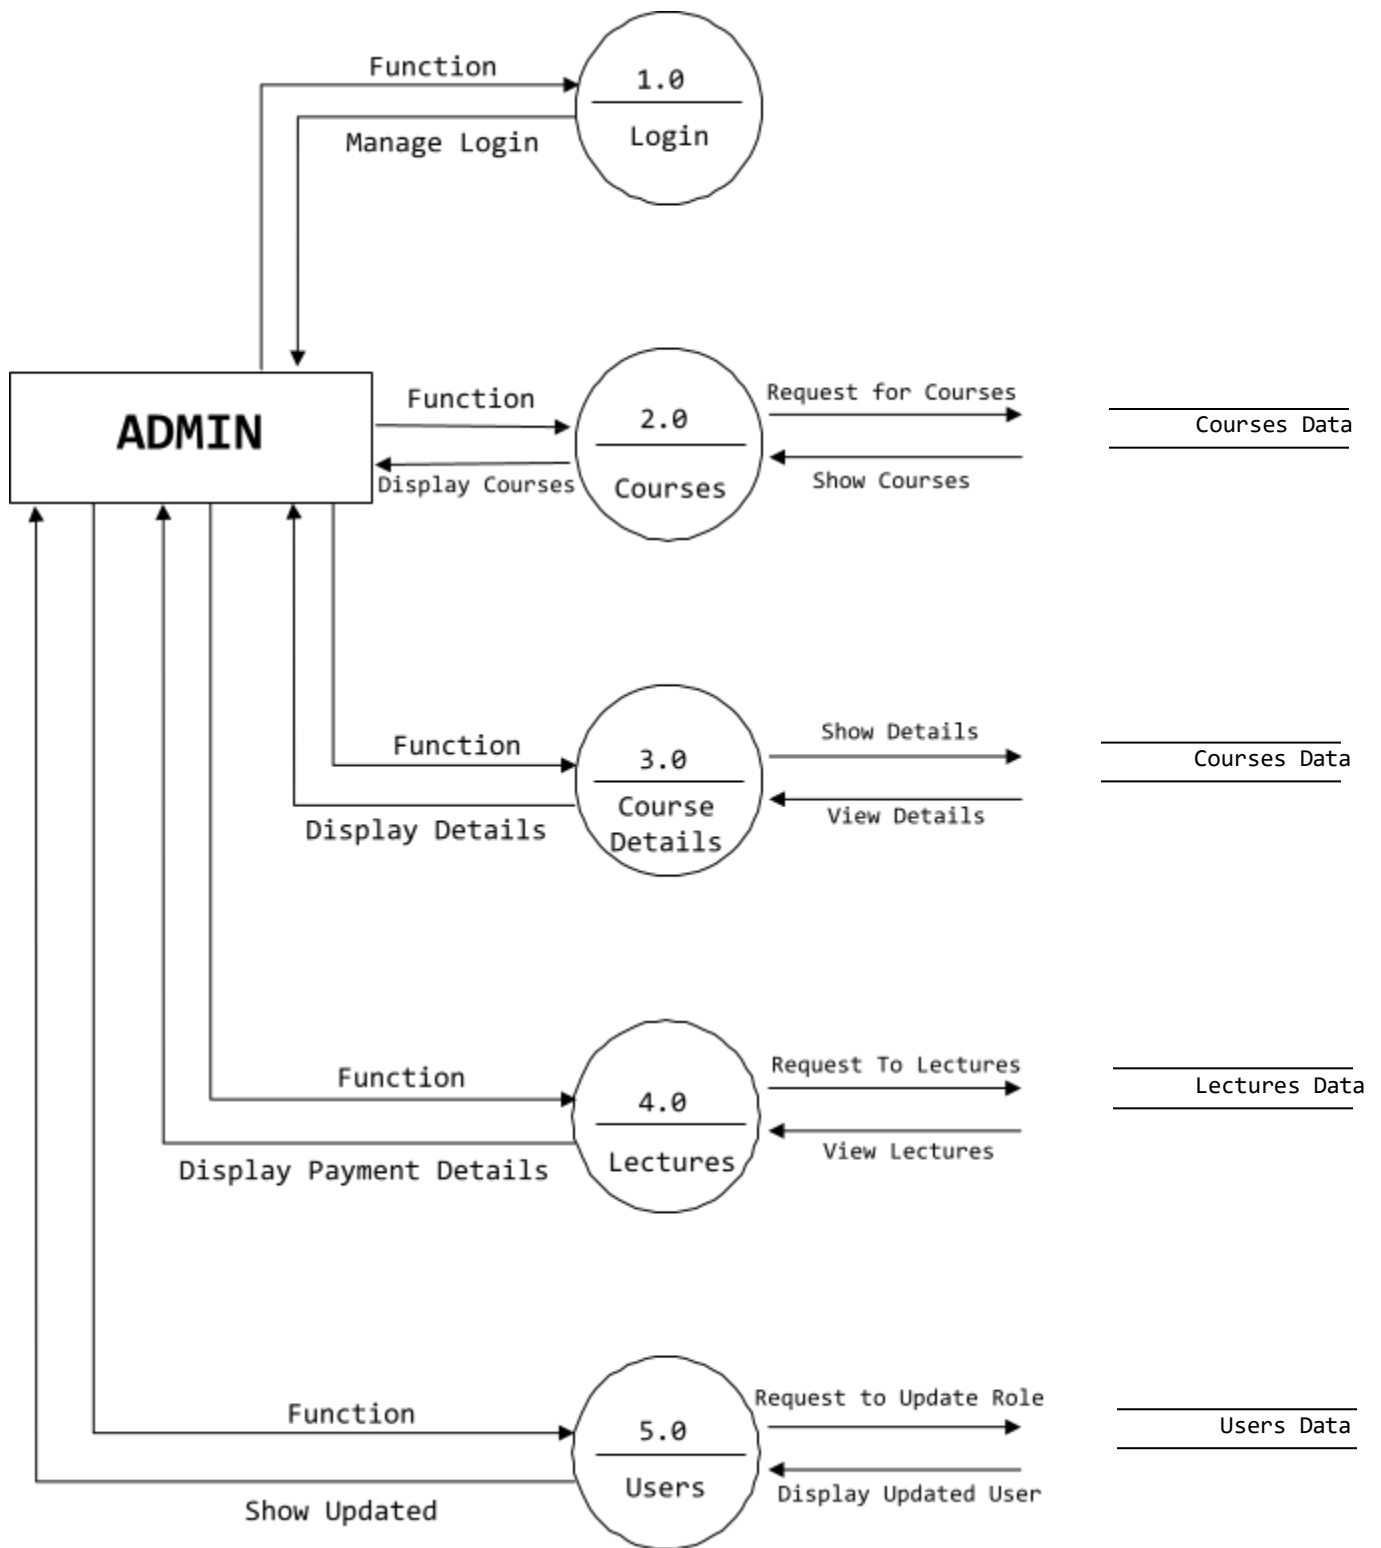 Function
1.0
Manage Login
Login
ADMIN
Function
Display Courses
2.0
Courses
Request for Courses
Show Courses
Courses Data
Function
Display Details
3.0
Course
Details
Show Details
View Details
Courses Data
Function
Display Payment Details
4.0
Lectures
Request To Lectures
View Lectures
Lectures Data
Function
Show Updated
5.0
Users
Request to Update Role
Display Updated User
Users Data